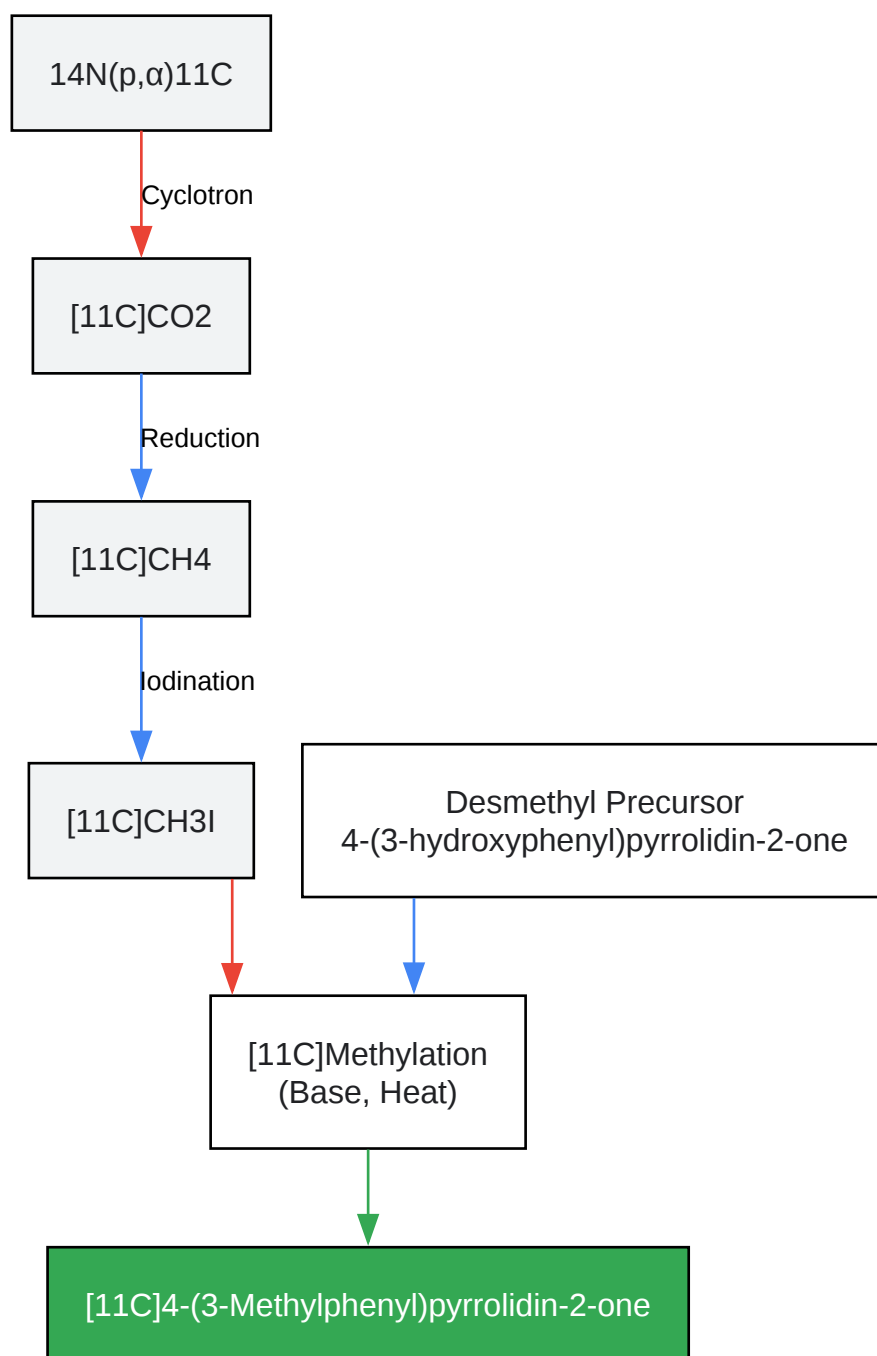 14N(p,α)11C
Cyclotron
[11C]CO2
Reduction
[11C]CH4
Iodination
[11C]CH3I
Desmethyl Precursor
4-(3-hydroxyphenyl)pyrrolidin-2-one
[11C]Methylation
(Base, Heat)
[11C]4-(3-Methylphenyl)pyrrolidin-2-one